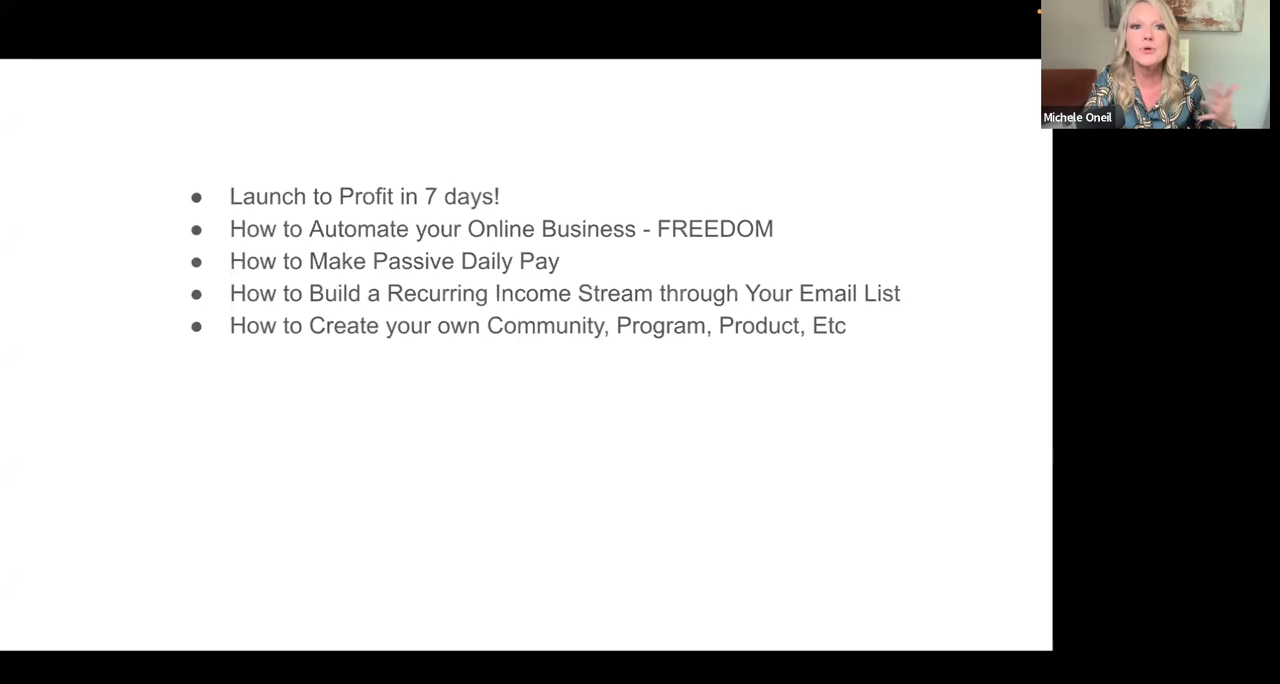 Michele Oneil
Launch to Profit in 7 days!
How to Automate your Online Business - FREEDOM
How to Make Passive Daily Pay
How to Build a Recurring Income Stream through Your Email List
How to Create your own Community, Program, Product, Etc